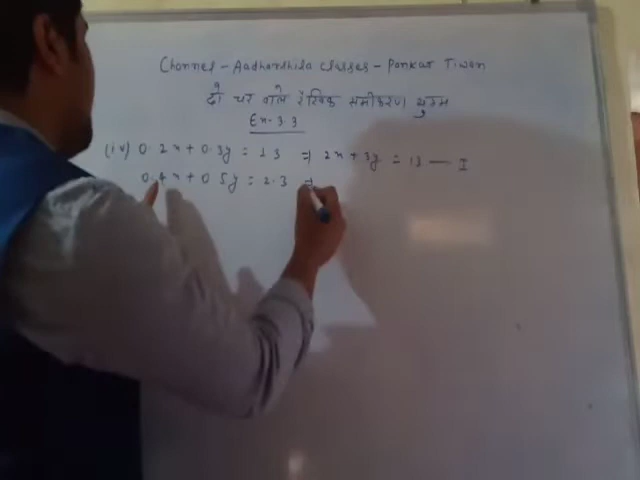 Channel - Aadharshila Classes - Pankaj Tiwari
दो चर वाले रैखिक समीकरण युग्म
Ex-3.3
(iv) 0.2x + 0.3y = 1.3 ⇒ 2x + 3y = 13 — I
0.4x + 0.5y = 2.3 ⇒